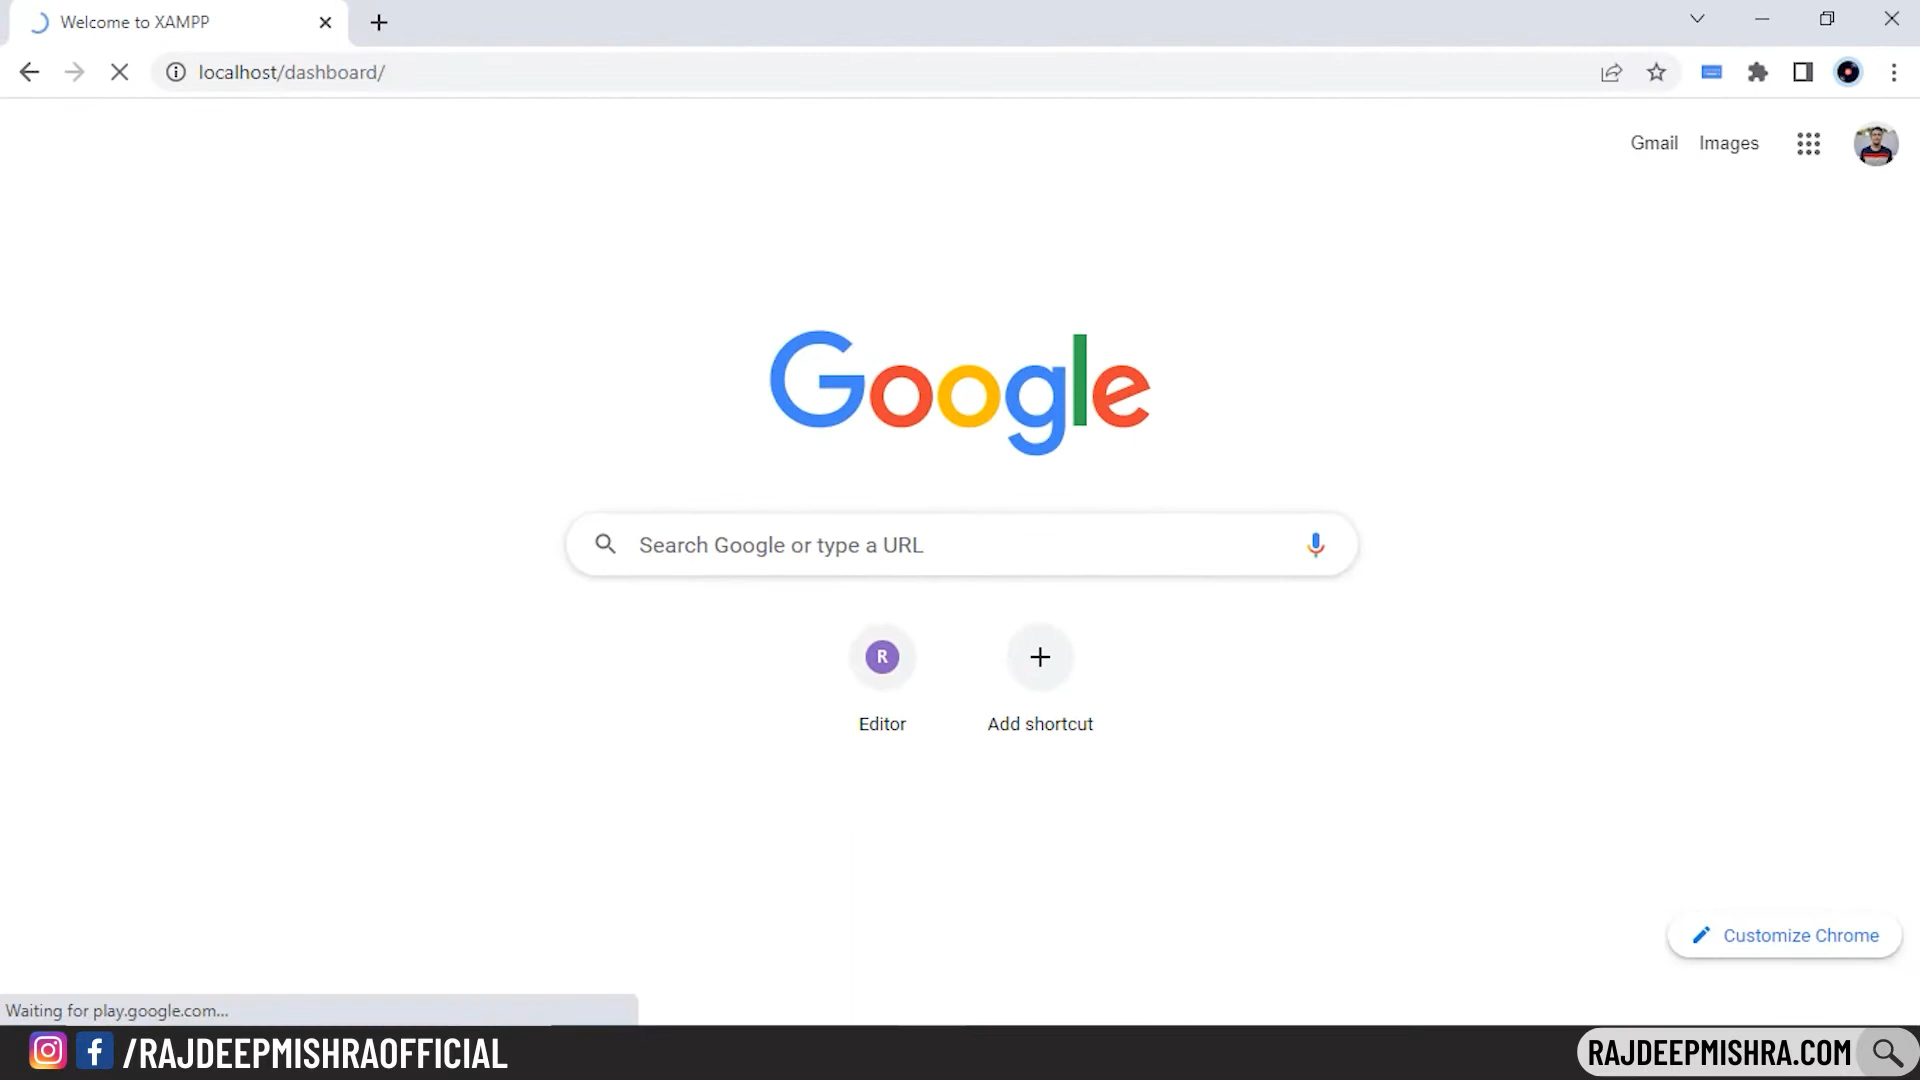 Welcome to XAMPP
localhost/dashboard/
Gmail Images
Google
Search Google or type a URL
R
Editor Add shortcut
Customize Chrome
Waiting for play.google.com...
/RAJDEEPMISHRAOFFICIAL
RAJDEEPMISHRA.COM